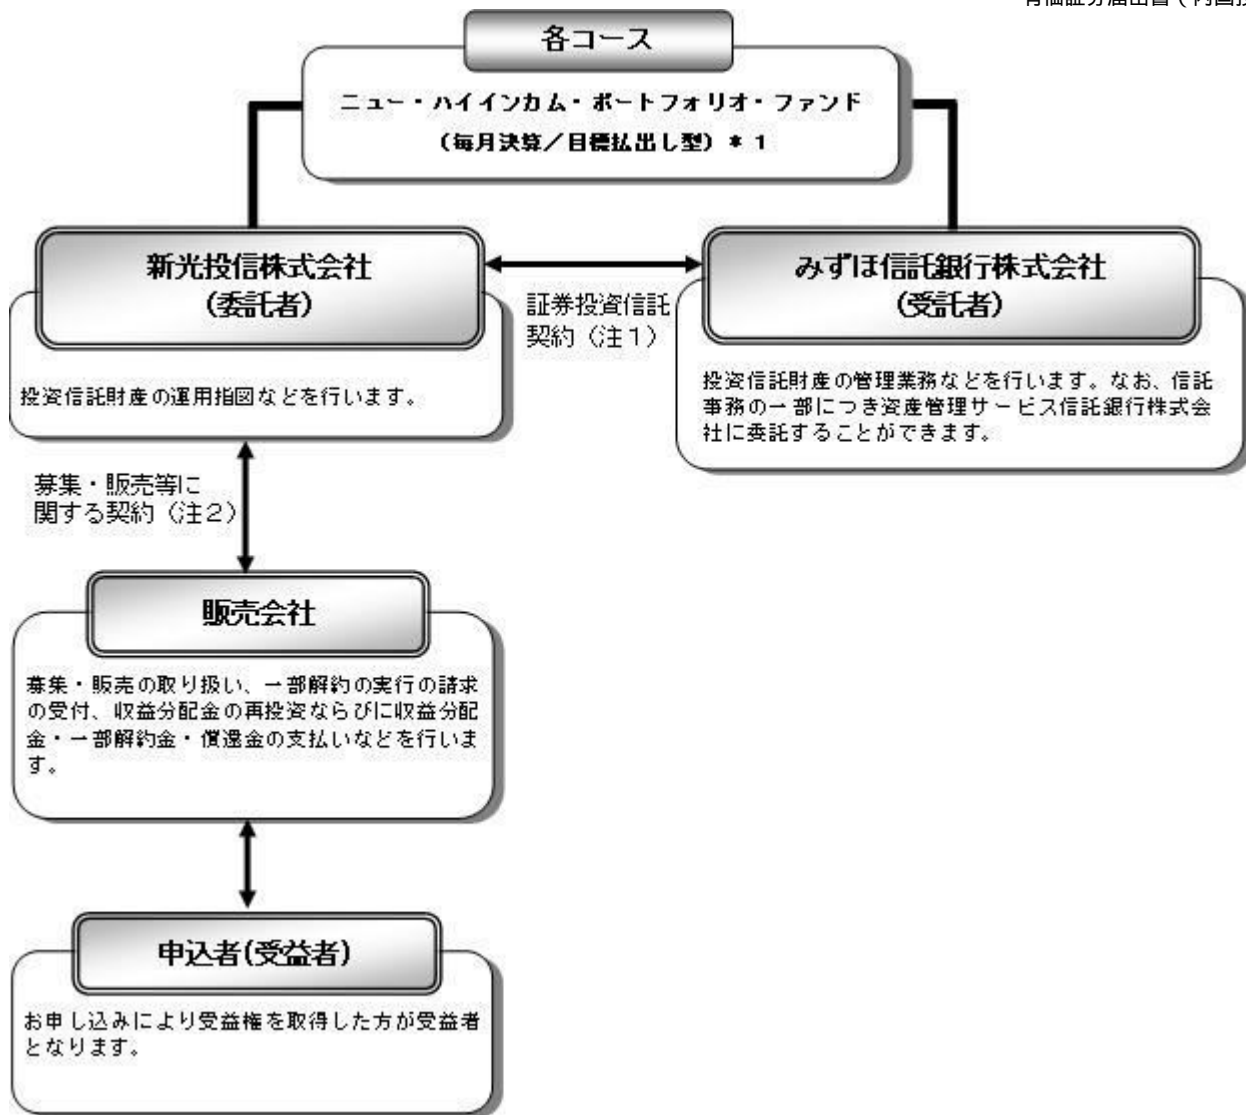 有価証券届出書（内国投
各コース
ニュー・ハイインカム・ポートフォリオ・ファンド
（毎月決算／目標払出し型）＊１
新光投信株式会社
(委託者)
みずほ信託銀行株式会社
(受託者)
証券投資信託
契約（注１）
投資信託財産の運用指図などを行います。
投資信託財産の管理業務などを行います。なお、信託
事務の一部につき資産管理サービス信託銀行株式会
社に委託することができます。
募集・販売等に
関する契約（注２）
販売会社
募集・販売の取り扱い、一部解約の実行の請求
の受付、収益分配金の再投資ならびに収益分配
金・一部解約金・償還金の支払いなどを行いま
す。
申込者(受益者)
お申し込みにより受益権を取得した方が受益者
となります。